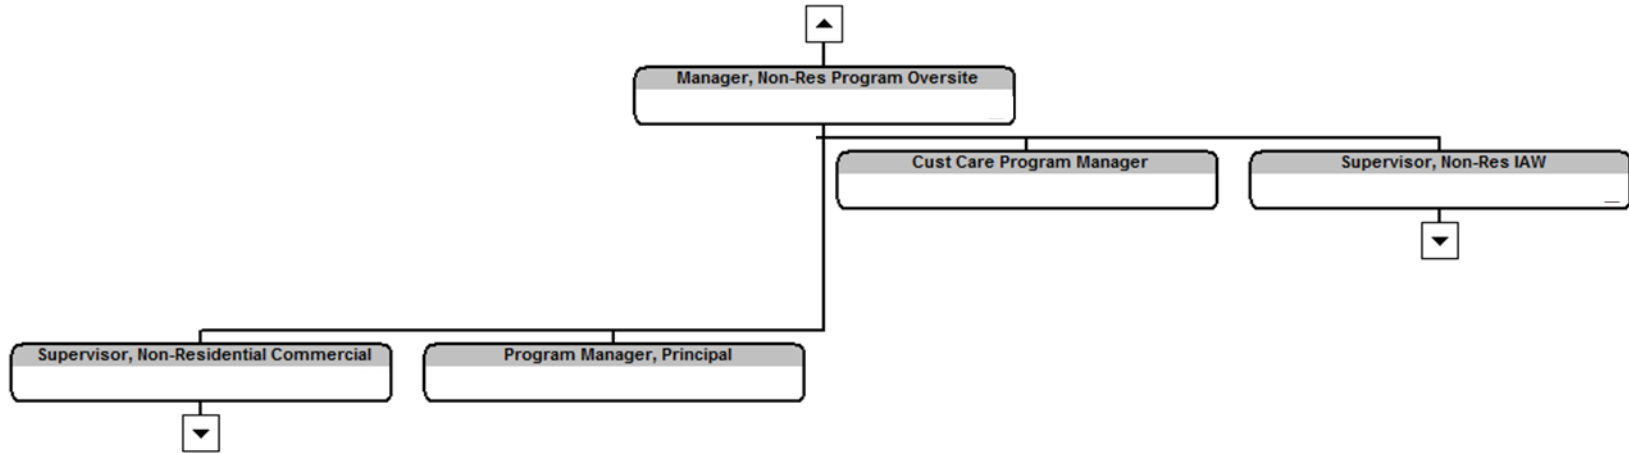 Manager, Non-Res Program Oversite
Cust Care Program Manager
Supervisor, Non-Res IAW
Supervisor, Non-Residential Commercial
Program Manager, Principal